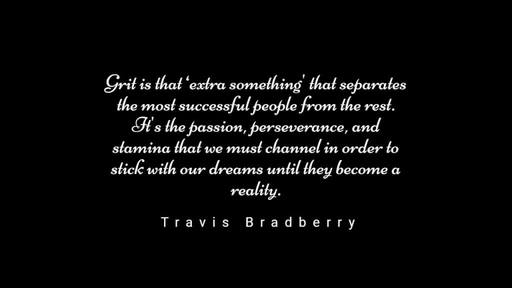 Grit is that ‘extra something' that separates
the most successful people from the rest.
It's the passion, perseverance, and
stamina that we must channel in order to
stick with our dreams until they become a
reality.
Travis Bradberry